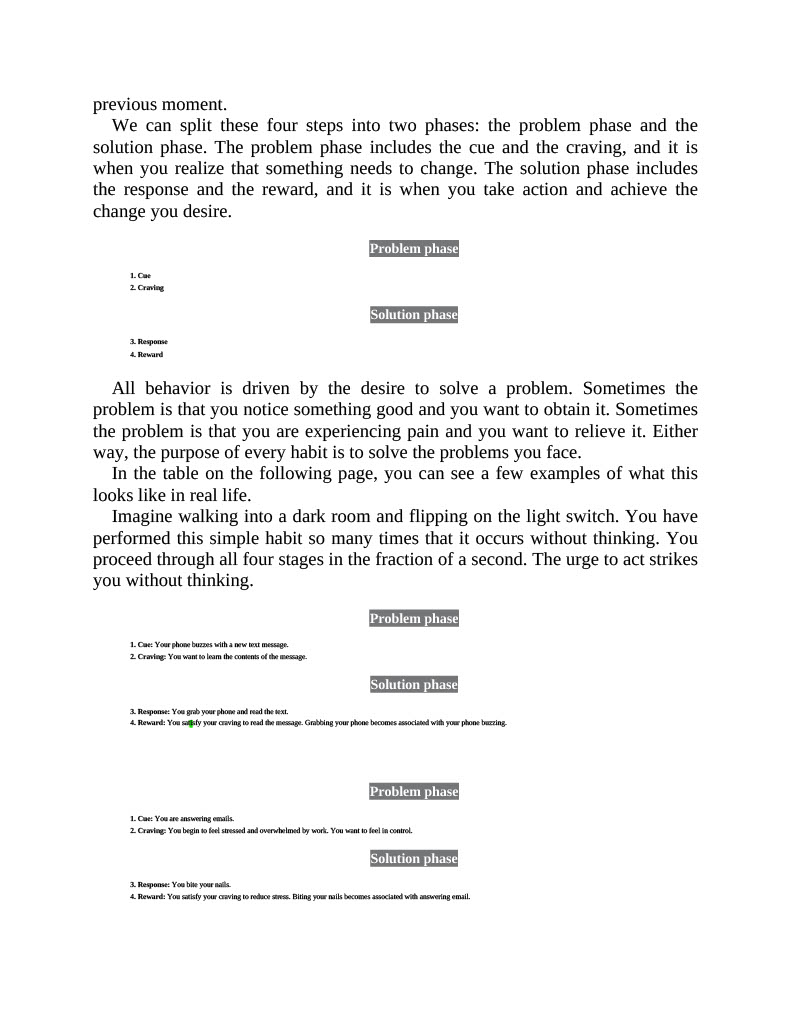 previous moment.
We can split these four steps into two phases: the problem phase and the
solution phase. The problem phase includes the cue and the craving, and it is
when you realize that something needs to change. The solution phase includes
the response and the reward, and it is when you take action and achieve the
change you desire.
Problem phase
1. Cue
2. Craving
Solution phase
3. Response
4. Reward
All behavior is driven by the desire to solve a problem. Sometimes the
problem is that you notice something good and you want to obtain it. Sometimes
the problem is that you are experiencing pain and you want to relieve it. Either
way, the purpose of every habit is to solve the problems you face.
In the table on the following page, you can see a few examples of what this
looks like in real life.
Imagine walking into a dark room and flipping on the light switch. You have
performed this simple habit so many times that it occurs without thinking. You
proceed through all four stages in the fraction of a second. The urge to act strikes
you without thinking.
Problem phase
1. Cue: Your phone buzzes with a new text message.
2. Craving: You want to learn the contents of the message.
Solution phase
3. Response: You grab your phone and read the text.
4. Reward: You satisfy your craving to read the message. Grabbing your phone becomes associated with your phone buzzing.
Problem phase
1. Cue: You are answering emails.
2. Craving: You begin to feel stressed and overwhelmed by work. You want to feel in control.
Solution phase
3. Response: You bite your nails.
4. Reward: You satisfy your craving to reduce stress. Biting your nails becomes associated with answering email.